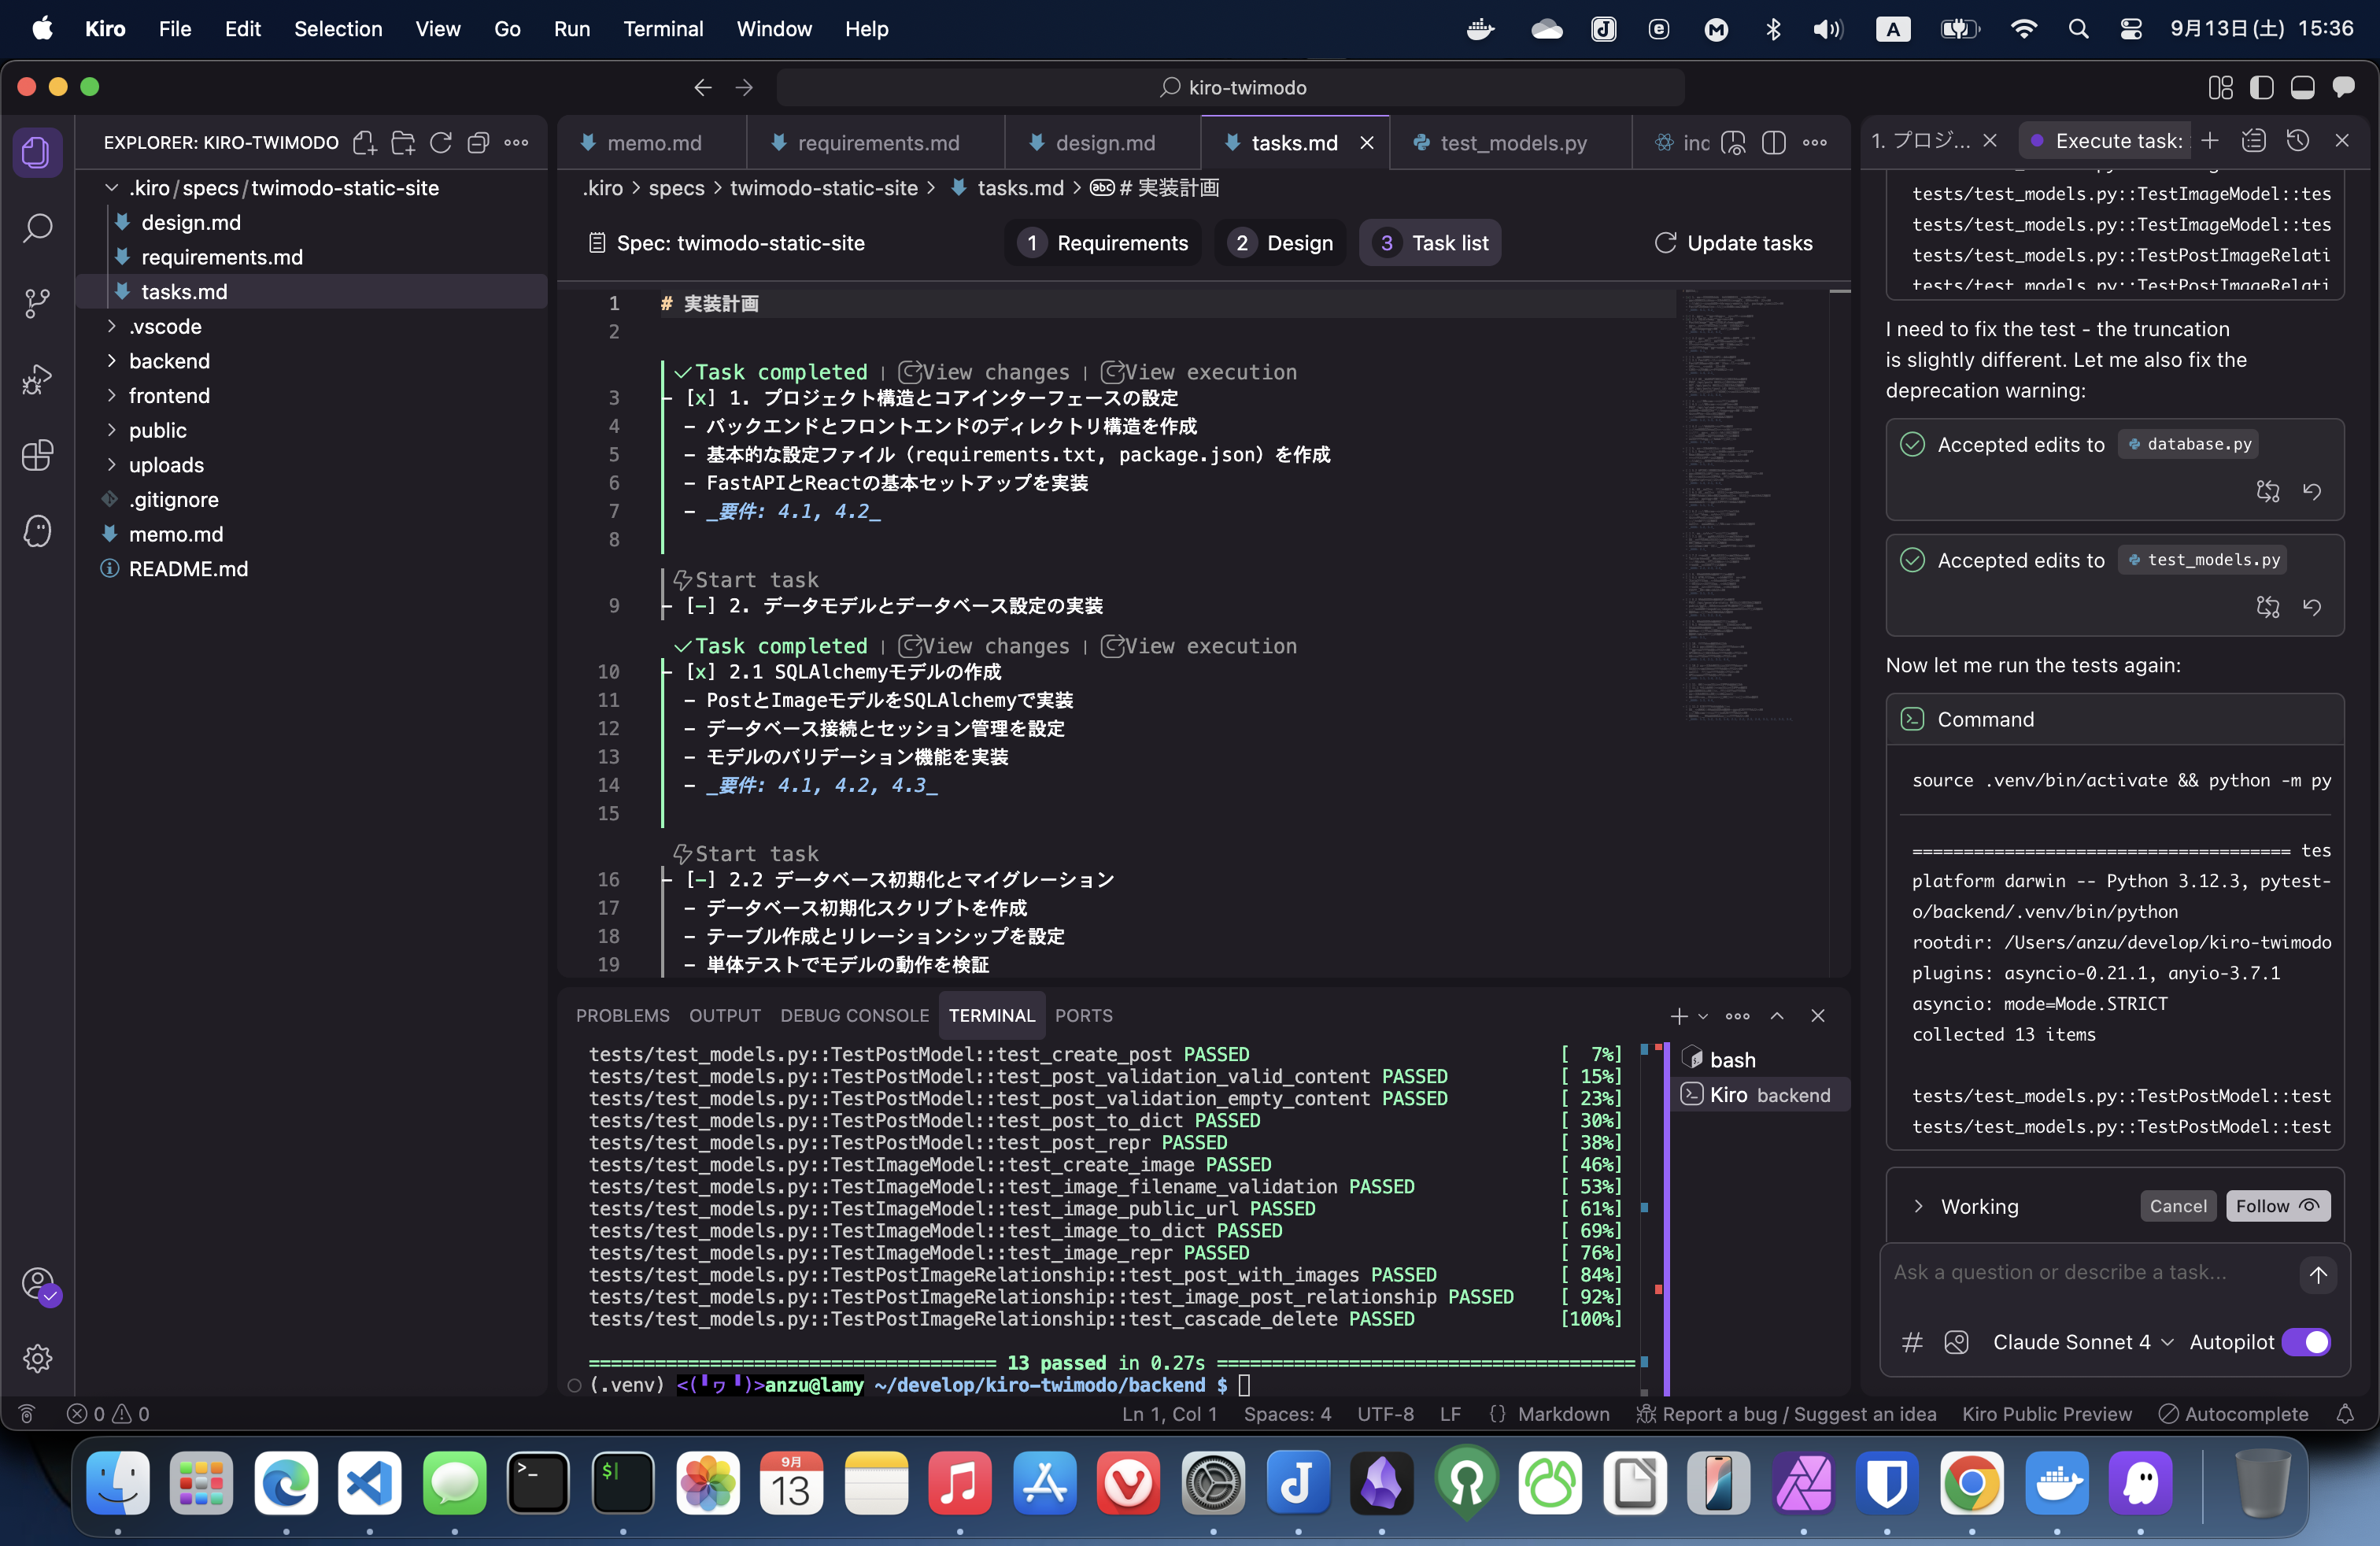 Kiro File Edit Selection View Go Run Terminal Window Help
A
9月13日(土) 15:36
kiro-twimodo
EXPLORER: KIRO-TWIMODO
.kiro/specs/twimodo-static-site
design.md
requirements.md
tasks.md
.vscode
backend
frontend
public
uploads
.gitignore
memo.md
README.md
memo.md
requirements.md
design.md
tasks.md
test_models.py
.kiro > specs > twimodo-static-site > tasks.md > # 実装計画
Spec: twimodo-static-site
1 Requirements
2 Design
3 Task list
Update tasks
1 # 実装計画
2
Task completed | View changes | View execution
3 - [x] 1. プロジェクト構造とコアインターフェースの設定
4 - バックエンドとフロントエンドのディレクトリ構造を作成
5 - 基本的な設定ファイル（requirements.txt, package.json）を作成
6 - FastAPIとReactの基本セットアップを実装
7 - _要件: 4.1, 4.2_
8
Start task
9 - [-] 2. データモデルとデータベース設定の実装
Task completed | View changes | View execution
10 - [x] 2.1 SQLAlchemyモデルの作成
11 - PostとImageモデルをSQLAlchemyで実装
12 - データベース接続とセッション管理を設定
13 - モデルのバリデーション機能を実装
14 - _要件: 4.1, 4.2, 4.3_
15
Start task
16 - [-] 2.2 データベース初期化とマイグレーション
17 - データベース初期化スクリプトを作成
18 - テーブル作成とリレーションシップを設定
19 - 単体テストでモデルの動作を検証
PROBLEMS OUTPUT DEBUG CONSOLE TERMINAL PORTS
tests/test_models.py::TestPostModel::test_create_post PASSED [ 7%]
tests/test_models.py::TestPostModel::test_post_validation_valid_content PASSED [ 15%]
tests/test_models.py::TestPostModel::test_post_validation_empty_content PASSED [ 23%]
tests/test_models.py::TestPostModel::test_post_to_dict PASSED [ 30%]
tests/test_models.py::TestPostModel::test_post_repr PASSED [ 38%]
tests/test_models.py::TestImageModel::test_create_image PASSED [ 46%]
tests/test_models.py::TestImageModel::test_image_filename_validation PASSED [ 53%]
tests/test_models.py::TestImageModel::test_image_public_url PASSED [ 61%]
tests/test_models.py::TestImageModel::test_image_to_dict PASSED [ 69%]
tests/test_models.py::TestImageModel::test_image_repr PASSED [ 76%]
tests/test_models.py::TestPostImageRelationship::test_post_with_images PASSED [ 84%]
tests/test_models.py::TestPostImageRelationship::test_image_post_relationship PASSED [ 92%]
tests/test_models.py::TestPostImageRelationship::test_cascade_delete PASSED [100%]
===================================== 13 passed in 0.27s ======================================
(.venv) <(╹ヮ╹)>anzu@lamy ~/develop/kiro-twimodo/backend $
bash
Kiro backend
1. プロジ...
Execute task:
tests/test_models.py::TestImageModel::tes
tests/test_models.py::TestImageModel::tes
tests/test_models.py::TestPostImageRelati
tests/test_models.py::TestPostImageRelati
I need to fix the test - the truncation
is slightly different. Let me also fix the
deprecation warning:
Accepted edits to database.py
Accepted edits to test_models.py
Now let me run the tests again:
Command
source .venv/bin/activate && python -m py
===================================== tes
platform darwin -- Python 3.12.3, pytest-
o/backend/.venv/bin/python
rootdir: /Users/anzu/develop/kiro-twimodo
plugins: asyncio-0.21.1, anyio-3.7.1
asyncio: mode=Mode.STRICT
collected 13 items
tests/test_models.py::TestPostModel::test
tests/test_models.py::TestPostModel::test
Working
Cancel
Follow
Ask a question or describe a task...
# Claude Sonnet 4 Autopilot
0 0
Ln 1, Col 1 Spaces: 4 UTF-8 LF {} Markdown Report a bug / Suggest an idea Kiro Public Preview Autocomplete
9月
13